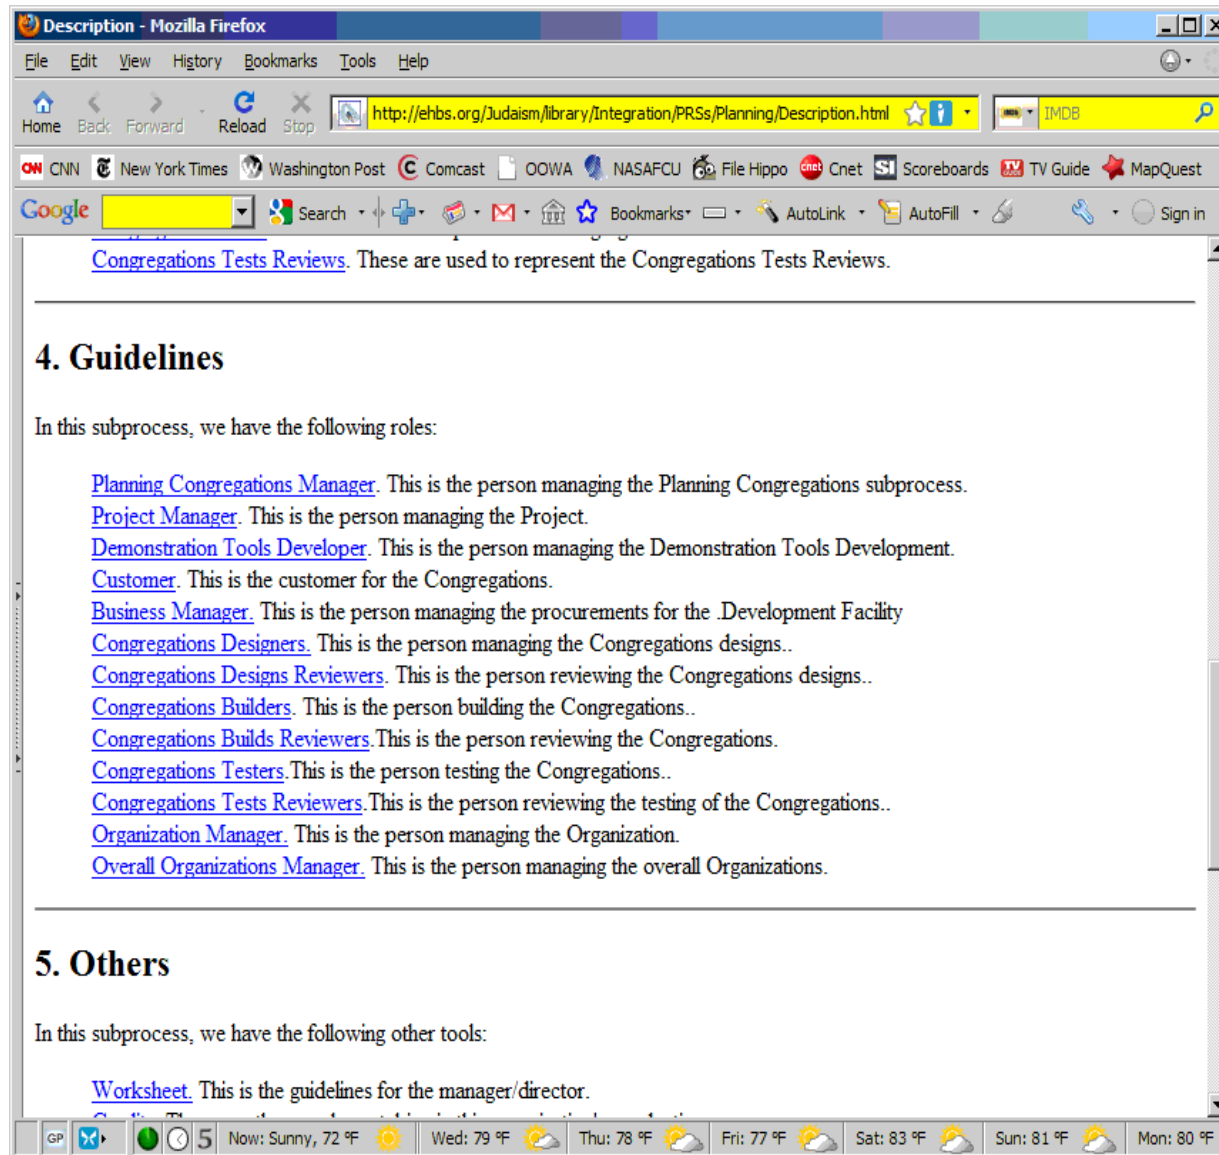 Description - Mozilla Firefox
File Edit View History Bookmarks Tools Help
Home Back Forward Reload Stop http://ehbs.org/Judaism/library/Integration/PRSs/Planning/Description.html IMDB
CNN New York Times Washington Post Comcast OOWA NASAFCU File Hippo Cnet Scoreboards TV Guide MapQuest
Google Search Bookmarks AutoLink AutoFill Sign in
Congregations Tests Reviews. These are used to represent the Congregations Tests Reviews.
4. Guidelines
In this subprocess, we have the following roles:
Planning Congregations Manager. This is the person managing the Planning Congregations subprocess.
Project Manager. This is the person managing the Project.
Demonstration Tools Developer. This is the person managing the Demonstration Tools Development.
Customer. This is the customer for the Congregations.
Business Manager. This is the person managing the procurements for the .Development Facility
Congregations Designers. This is the person managing the Congregations designs..
Congregations Designs Reviewers. This is the person reviewing the Congregations designs..
Congregations Builders. This is the person building the Congregations..
Congregations Builds Reviewers.This is the person reviewing the Congregations.
Congregations Testers.This is the person testing the Congregations..
Congregations Tests Reviewers.This is the person reviewing the testing of the Congregations..
Organization Manager. This is the person managing the Organization.
Overall Organizations Manager. This is the person managing the overall Organizations.
5. Others
In this subprocess, we have the following other tools:
Worksheet. This is the guidelines for the manager/director.
GP 5 Now: Sunny, 72 °F Wed: 79 °F Thu: 78 °F Fri: 77 °F Sat: 83 °F Sun: 81 °F Mon: 80 °F